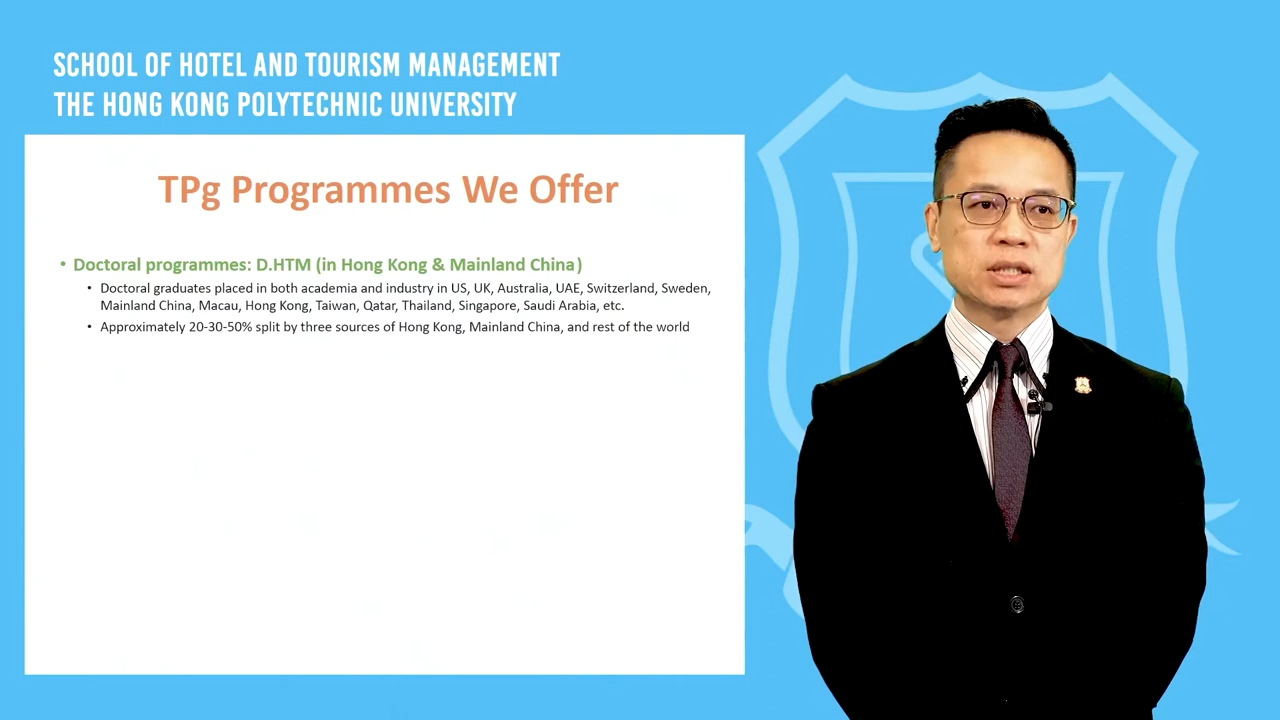 SCHOOL OF HOTEL AND TOURISM MANAGEMENT
THE HONG KONG POLYTECHNIC UNIVERSITY
TPg Programmes We Offer
• Doctoral programmes: D.HTM (in Hong Kong & Mainland China)
• Doctoral graduates placed in both academia and industry in US, UK, Australia, UAE, Switzerland, Sweden,
Mainland China, Macau, Hong Kong, Taiwan, Qatar, Thailand, Singapore, Saudi Arabia, etc.
• Approximately 20-30-50% split by three sources of Hong Kong, Mainland China, and rest of the world